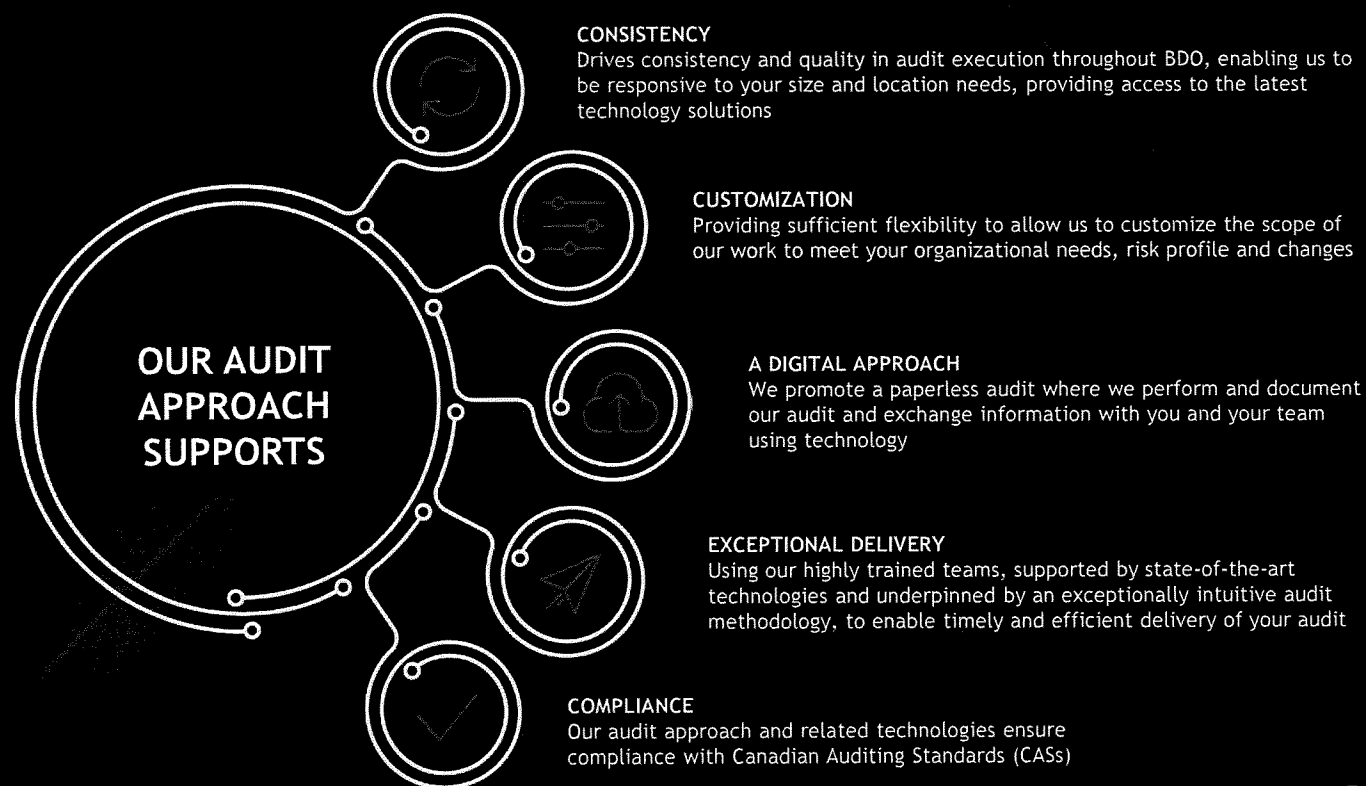 CONSISTENCY
Drives consistency and quality in audit execution throughout BDO, enabling us to
be responsive to your size and location needs, providing access to the latest
technology solutions
CUSTOMIZATION
Providing sufficient flexibility to allow us to customize the scope of
our work to meet your organizational needs, risk profile and changes
OUR AUDIT
APPROACH
SUPPORTS
A DIGITAL APPROACH
We promote a paperless audit where we perform and document
our audit and exchange information with you and your team
using technology
EXCEPTIONAL DELIVERY
Using our highly trained teams, supported by state-of-the-art
technologies and underpinned by an exceptionally intuitive audit
methodology, to enable timely and efficient delivery of your audit
COMPLIANCE
Our audit approach and related technologies ensure
compliance with Canadian Auditing Standards (CASs)